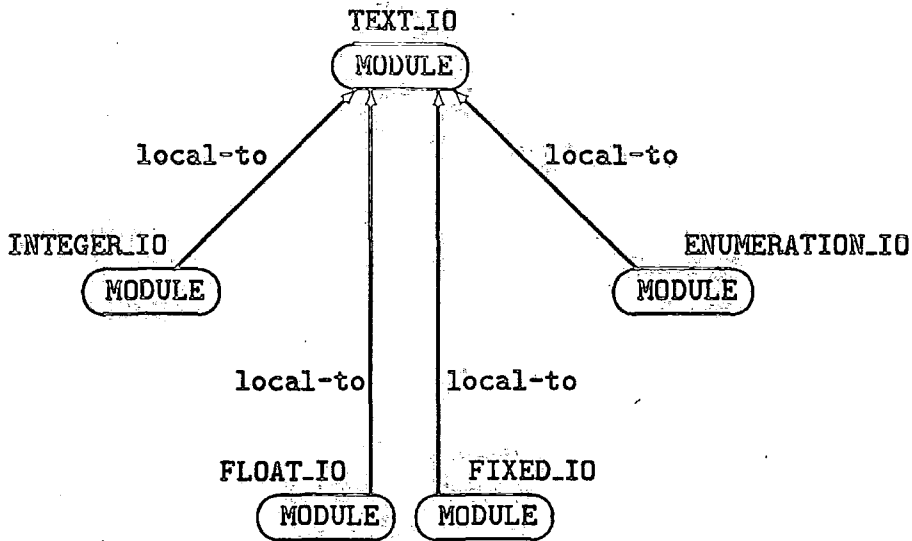 TEXT_IO
MODULE
local-to local-to
INTEGER_IO ENUMERATION_IO
MODULE MODULE
local-to local-to
FLOAT_IO FIXED_IO
MODULE MODULE